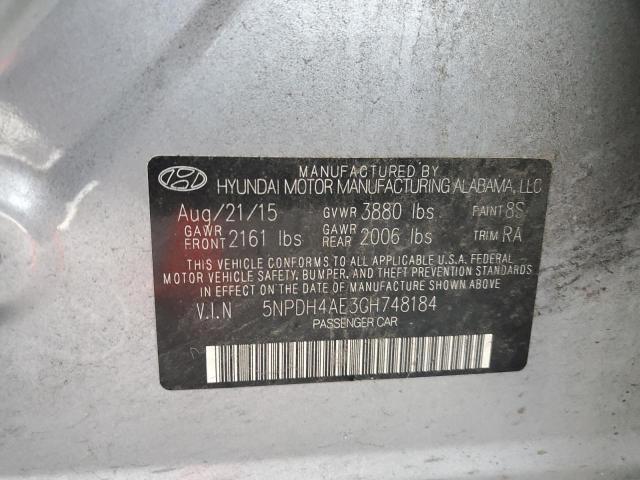 MANUFACTURED BY
HYUNDAI MOTOR MANUFACTURING ALABAMA, LLC
Aug/21/15 GVWR 3880 lbs PAINT 8S
GAWR FRONT 2161 lbs GAWR REAR 2006 lbs TRIM RA
THIS VEHICLE CONFORMS TO ALL APPLICABLE U.S.A. FEDERAL
MOTOR VEHICLE SAFETY, BUMPER, AND THEFT PREVENTION STANDARDS
IN EFFECT ON THE DATE OF MANUFACTURE SHOWN ABOVE
V.I.N 5NPDH4AE3GH748184
PASSENGER CAR